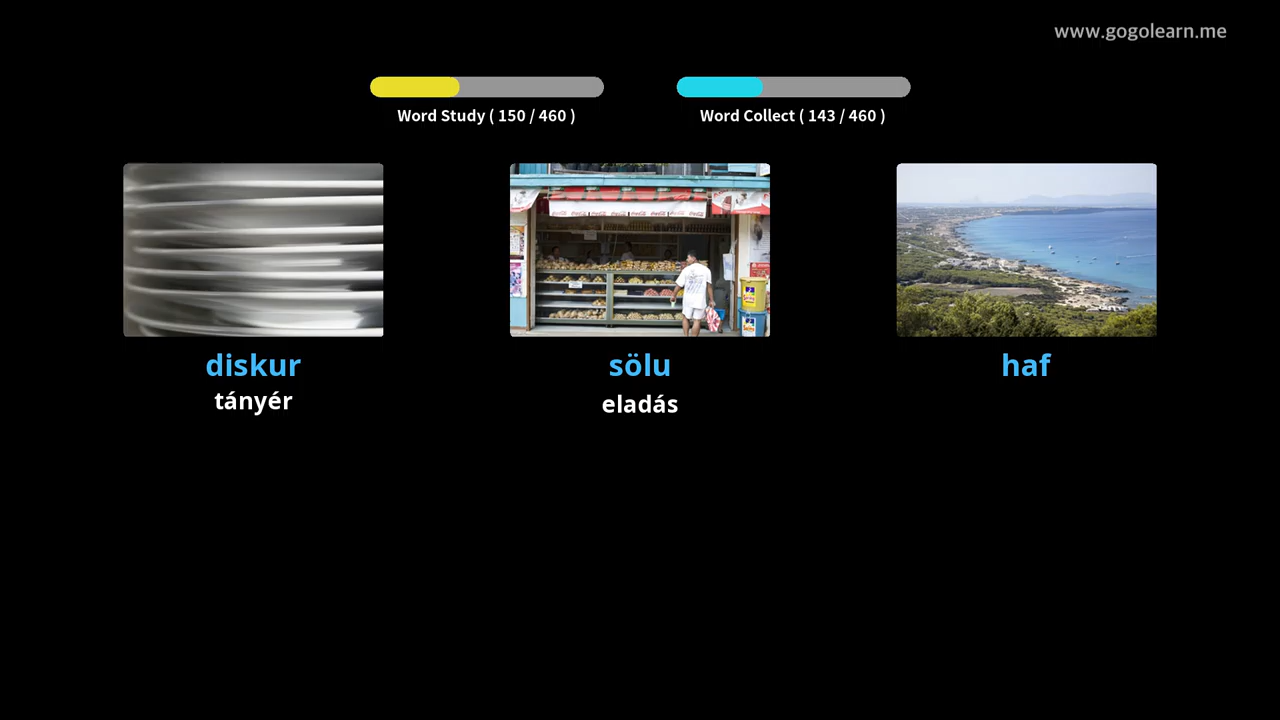 www.gogolearn.me
Word Study ( 150 / 460 )
Word Collect ( 143 / 460 )
diskur
tányér
sölu
eladás
haf